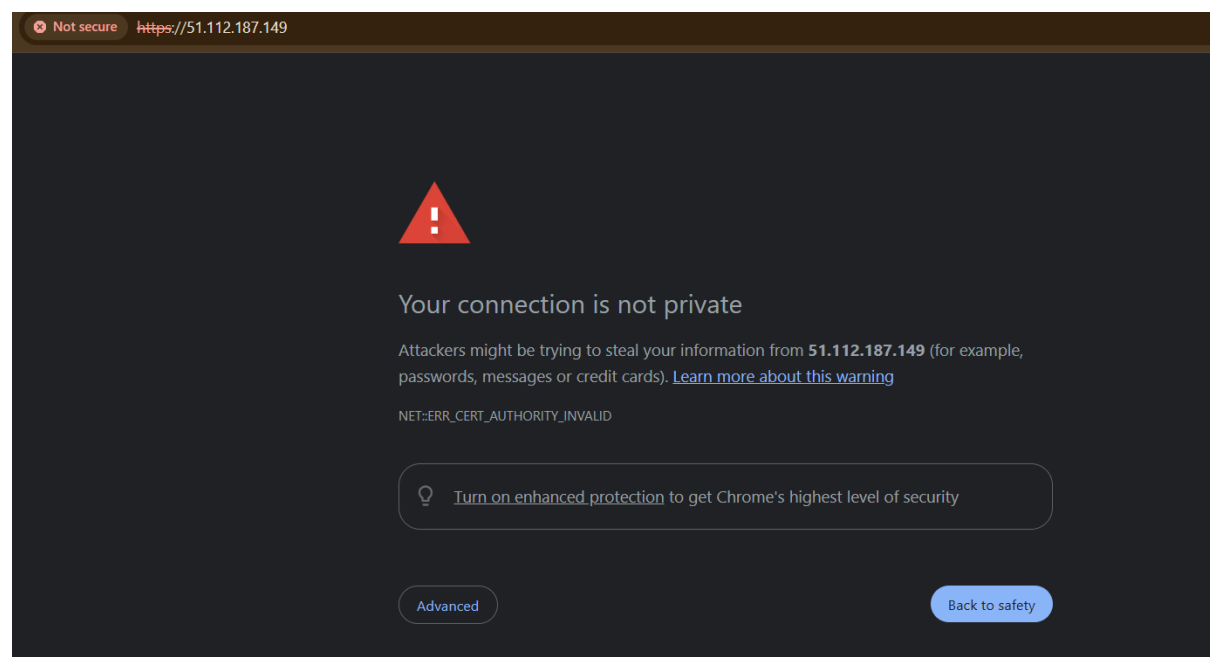 Not secure https://51.112.187.149
Your connection is not private
Attackers might be trying to steal your information from 51.112.187.149 (for example,
passwords, messages or credit cards). Learn more about this warning
NET::ERR_CERT_AUTHORITY_INVALID
Turn on enhanced protection to get Chrome's highest level of security
Advanced Back to safety